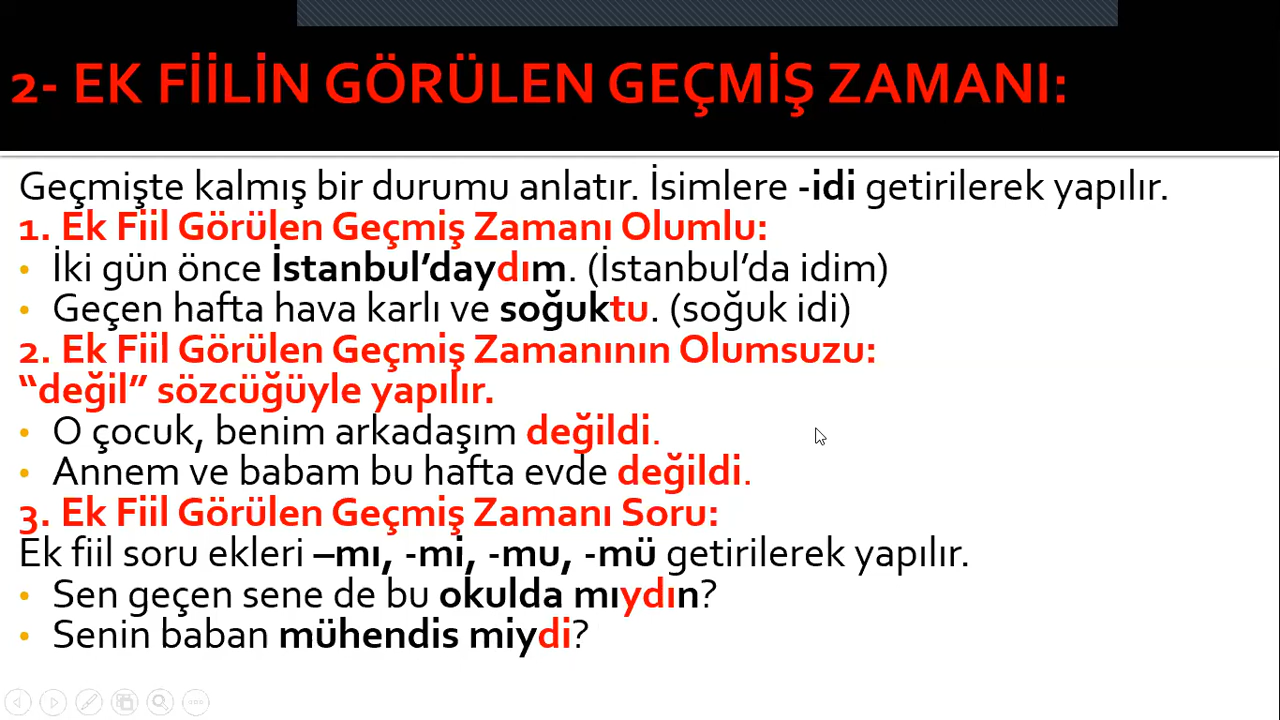 2- EK FİİLİN GÖRÜLEN GEÇMİŞ ZAMANI:
Geçmişte kalmış bir durumu anlatır. İsimlere -idi getirilerek yapılır.
1. Ek Fiil Görülen Geçmiş Zamanı Olumlu:
• İki gün önce İstanbul’daydım. (İstanbul’da idim)
• Geçen hafta hava karlı ve soğuktu. (soğuk idi)
2. Ek Fiil Görülen Geçmiş Zamanının Olumsuzu:
“değil” sözcüğüyle yapılır.
• O çocuk, benim arkadaşım değildi.
• Annem ve babam bu hafta evde değildi.
3. Ek Fiil Görülen Geçmiş Zamanı Soru:
Ek fiil soru ekleri –mı, -mi, -mu, -mü getirilerek yapılır.
• Sen geçen sene de bu okulda mıydın?
• Senin baban mühendis miydi?